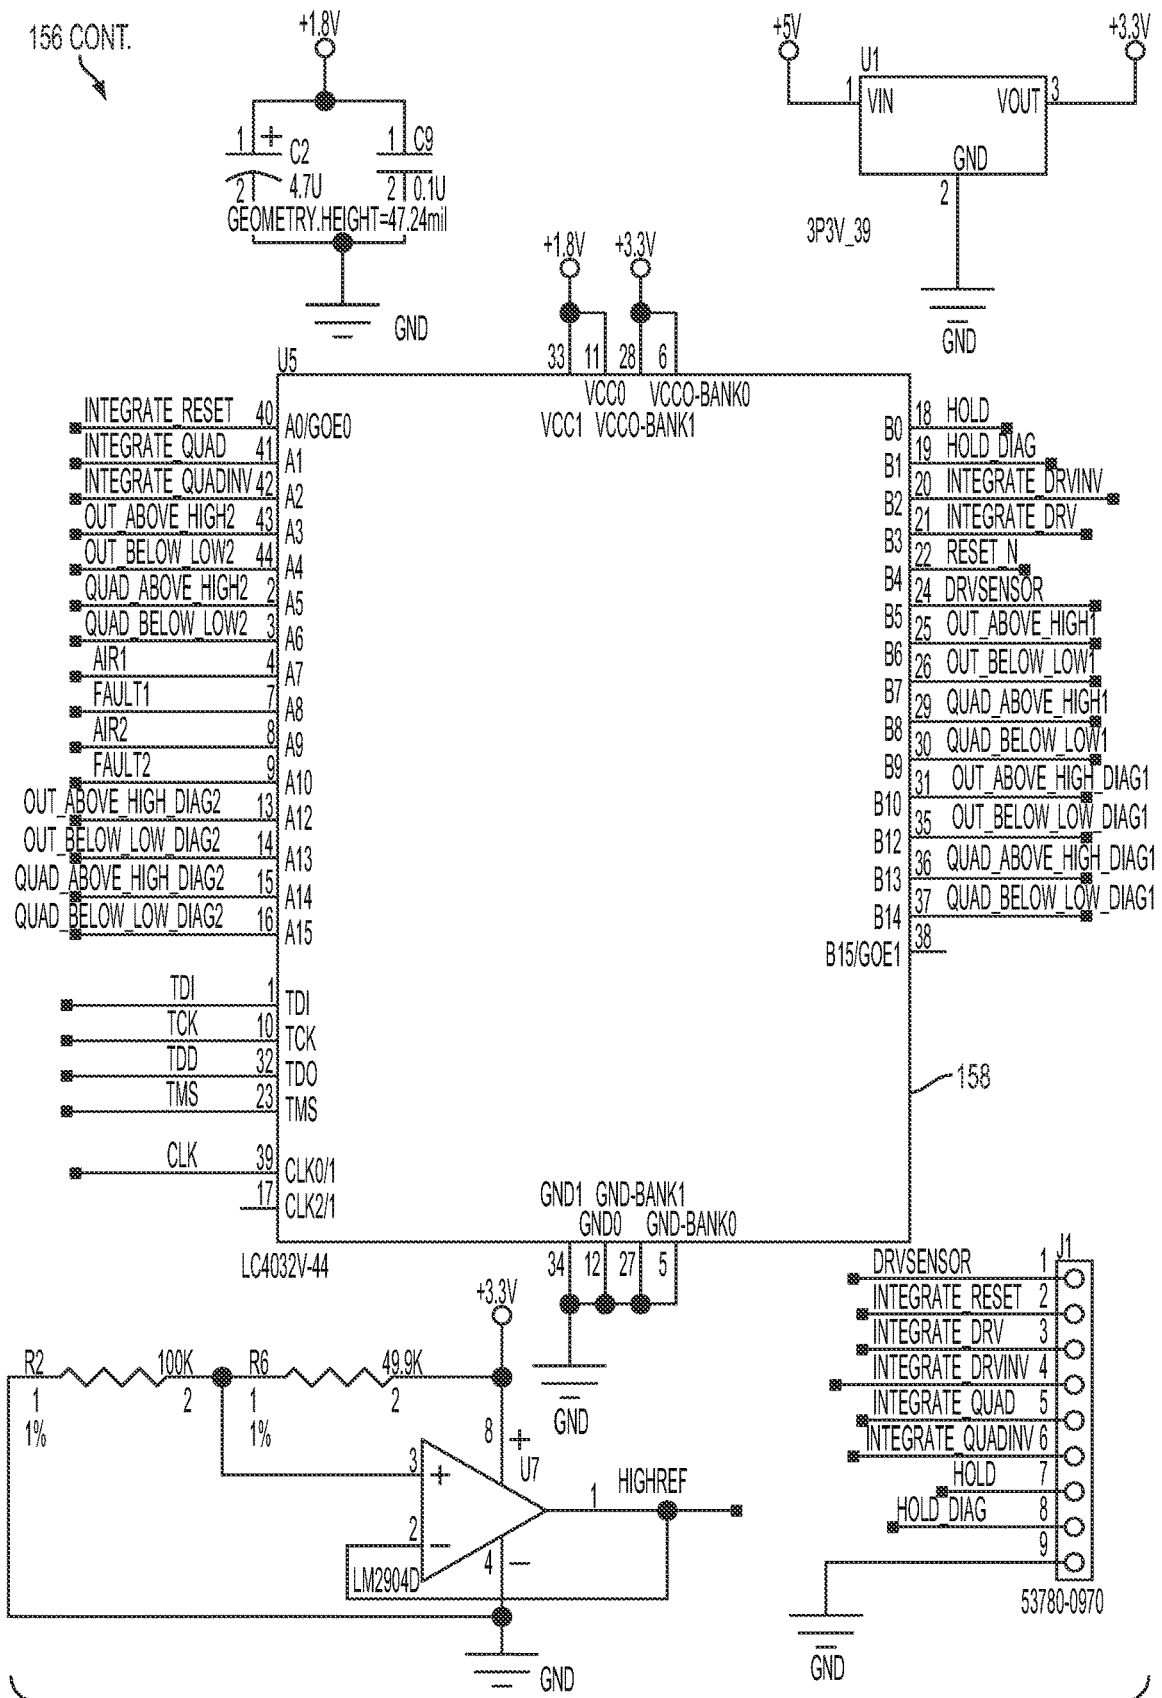 156 CONT.
+1.8V
1 + C2
4.7U
2
1 C9
2 0.1U
GEOMETRY.HEIGHT=47.24mil
GND
+5V
+3.3V
U1
1 VIN
VOUT 3
GND
2
3P3V_39
GND
+1.8V
+3.3V
U5
33
11
28
6
VCC0
VCCO-BANK0
VCC1
VCCO-BANK1
INTEGRATE_RESET 40 A0/GOE0
INTEGRATE_QUAD 41 A1
INTEGRATE_QUADINV 42 A2
OUT_ABOVE_HIGH2 43 A3
OUT_BELOW_LOW2 44 A4
QUAD_ABOVE_HIGH2 2 A5
QUAD_BELOW_LOW2 3 A6
AIR1 4 A7
FAULT1 7 A8
AIR2 8 A9
FAULT2 9 A10
OUT_ABOVE_HIGH_DIAG2 13 A12
OUT_BELOW_LOW_DIAG2 14 A13
QUAD_ABOVE_HIGH_DIAG2 15 A14
QUAD_BELOW_LOW_DIAG2 16 A15
TDI 1 TDI
TCK 10 TCK
TDD 32 TDO
TMS 23 TMS
CLK 39 CLK0/1
17 CLK2/1
B0 18 HOLD
B1 19 HOLD_DIAG
B2 20 INTEGRATE_DRVINV
B3 21 INTEGRATE_DRV
B4 22 RESET_N
B5 24 DRVSENSOR
B6 25 OUT_ABOVE_HIGH1
B7 26 OUT_BELOW_LOW1
B8 29 QUAD_ABOVE_HIGH1
B9 30 QUAD_BELOW_LOW1
B10 31 OUT_ABOVE_HIGH_DIAG1
B12 35 OUT_BELOW_LOW_DIAG1
B13 36 QUAD_ABOVE_HIGH_DIAG1
B14 37 QUAD_BELOW_LOW_DIAG1
B15/GOE1 38
158
GND1 GND-BANK1
GND0 GND-BANK0
34 12 27 5
LC4032V-44
GND
+3.3V
R2 100K
1 2
1%
R6 49.9K
1 2
1%
8 +
U7
3 +
2 −
4 −
LM2904D
1 HIGHREF
GND
J1
DRVSENSOR 1
INTEGRATE_RESET 2
INTEGRATE_DRV 3
INTEGRATE_DRVINV 4
INTEGRATE_QUAD 5
INTEGRATE_QUADINV 6
HOLD 7
HOLD_DIAG 8
9
53780-0970
GND